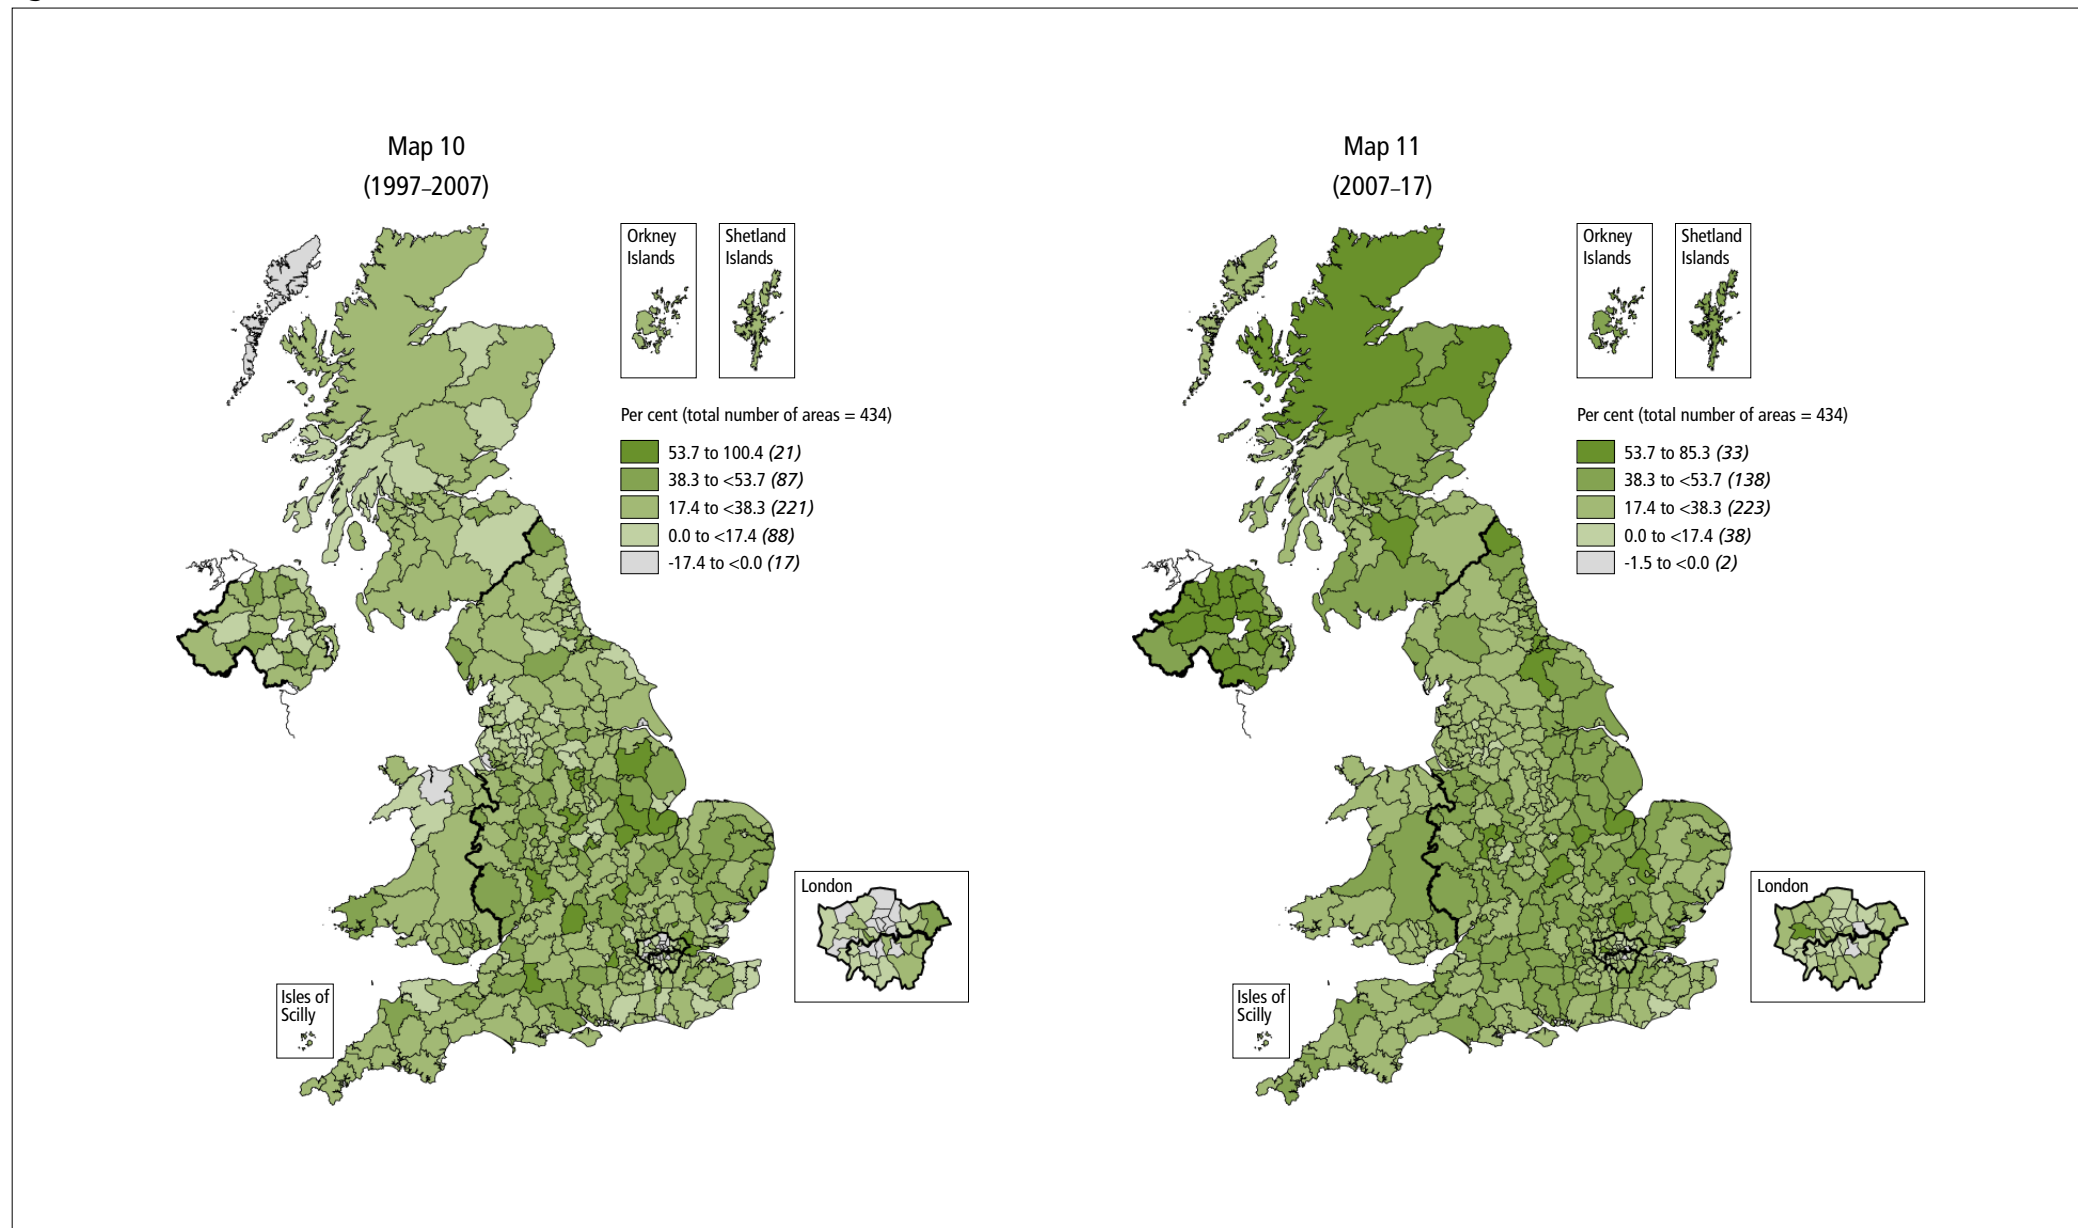 Map 10
(1997–2007)
Orkney
Islands
Shetland
Islands
Per cent (total number of areas = 434)
53.7 to 100.4 (21)
38.3 to <53.7 (87)
17.4 to <38.3 (221)
0.0 to <17.4 (88)
-17.4 to <0.0 (17)
London
Isles of
Scilly
Map 11
(2007–17)
Orkney
Islands
Shetland
Islands
Per cent (total number of areas = 434)
53.7 to 85.3 (33)
38.3 to <53.7 (138)
17.4 to <38.3 (223)
0.0 to <17.4 (38)
-1.5 to <0.0 (2)
London
Isles of
Scilly